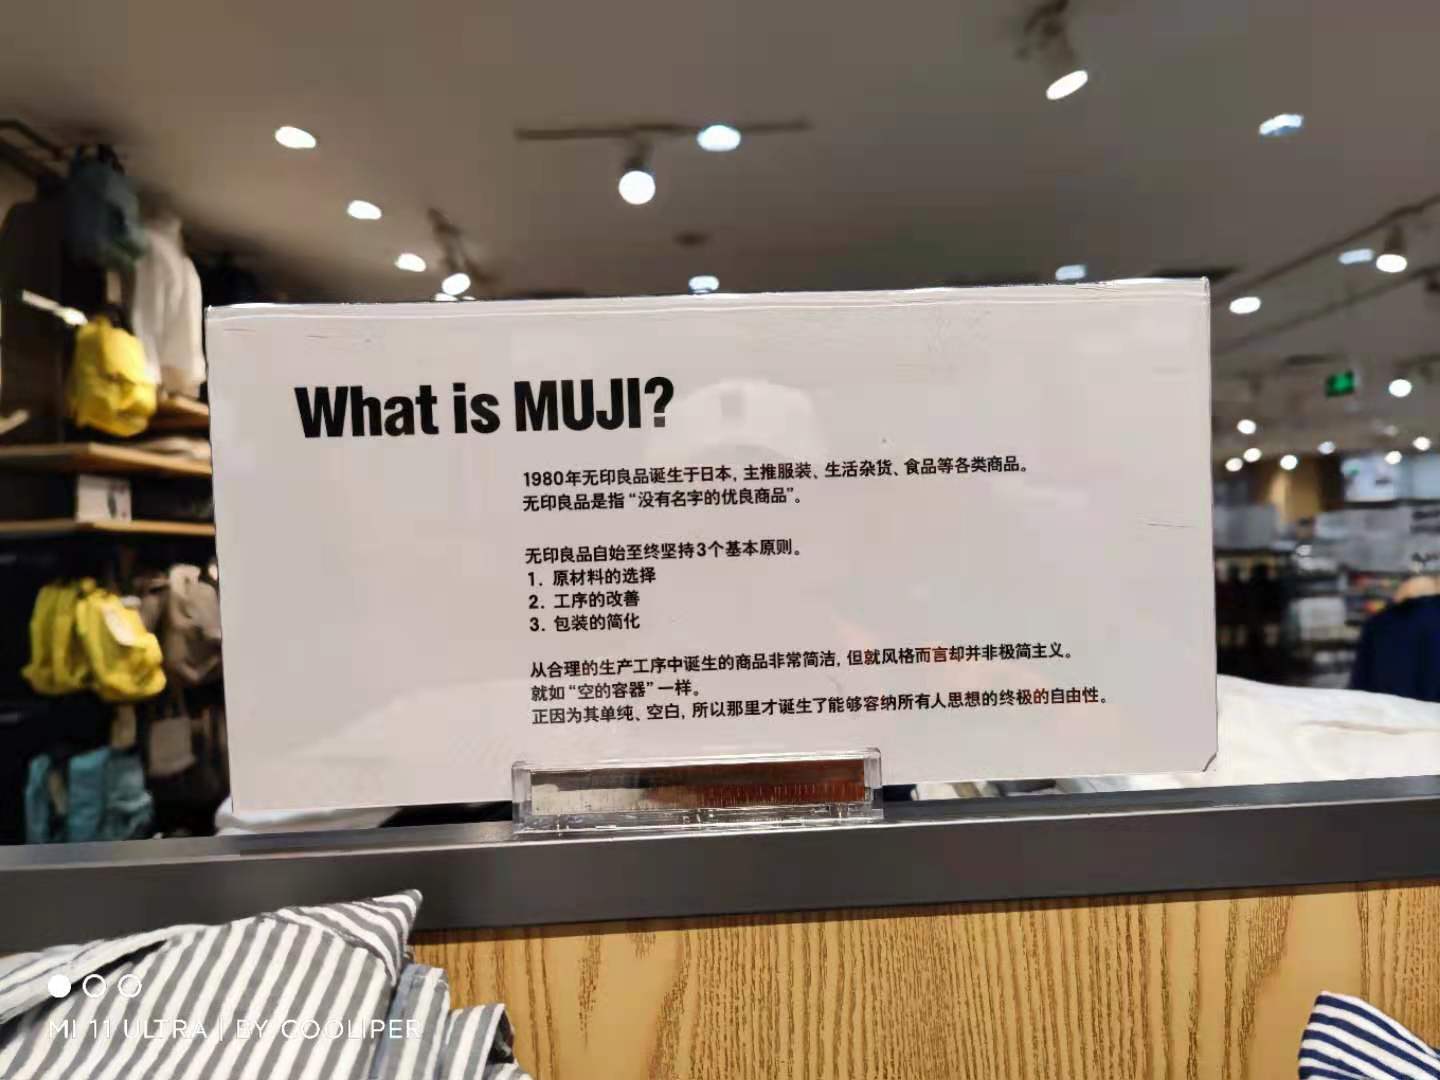 What is MUJI?
1980年无印良品诞生于日本, 主推服装、生活杂货、食品等各类商品。
无印良品是指“没有名字的优良商品”。
无印良品自始至终坚持3个基本原则。
1. 原材料的选择
2. 工序的改善
3. 包装的简化
从合理的生产工序中诞生的商品非常简洁, 但就风格而言却并非极简主义。
就如“空的容器”一样。
正因为其单纯、空白, 所以那里才诞生了能够容纳所有人思想的终极的自由性。
MI 11 ULTRA | BY COOLIPER